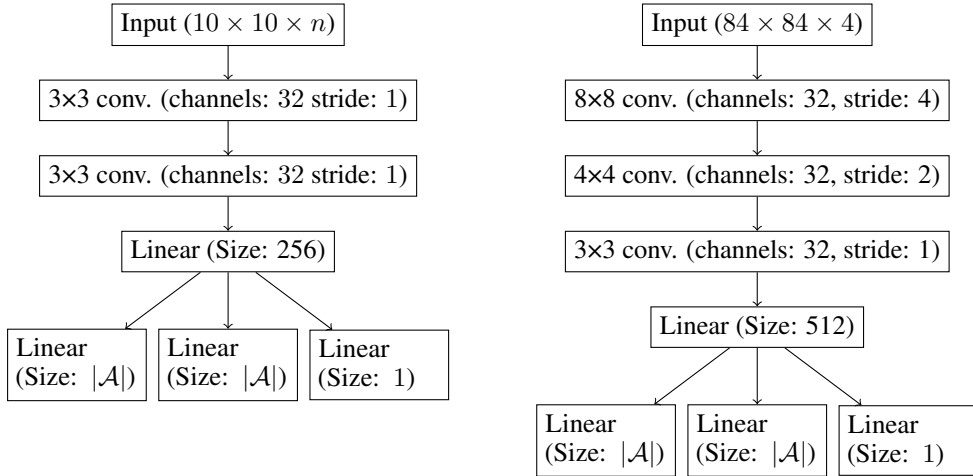 Input (10 × 10 × n)
3×3 conv. (channels: 32 stride: 1)
3×3 conv. (channels: 32 stride: 1)
Linear (Size: 256)
Linear
(Size: |𝒜|)
Linear
(Size: |𝒜|)
Linear
(Size: 1)
Input (84 × 84 × 4)
8×8 conv. (channels: 32, stride: 4)
4×4 conv. (channels: 32, stride: 2)
3×3 conv. (channels: 32, stride: 1)
Linear (Size: 512)
Linear
(Size: |𝒜|)
Linear
(Size: |𝒜|)
Linear
(Size: 1)